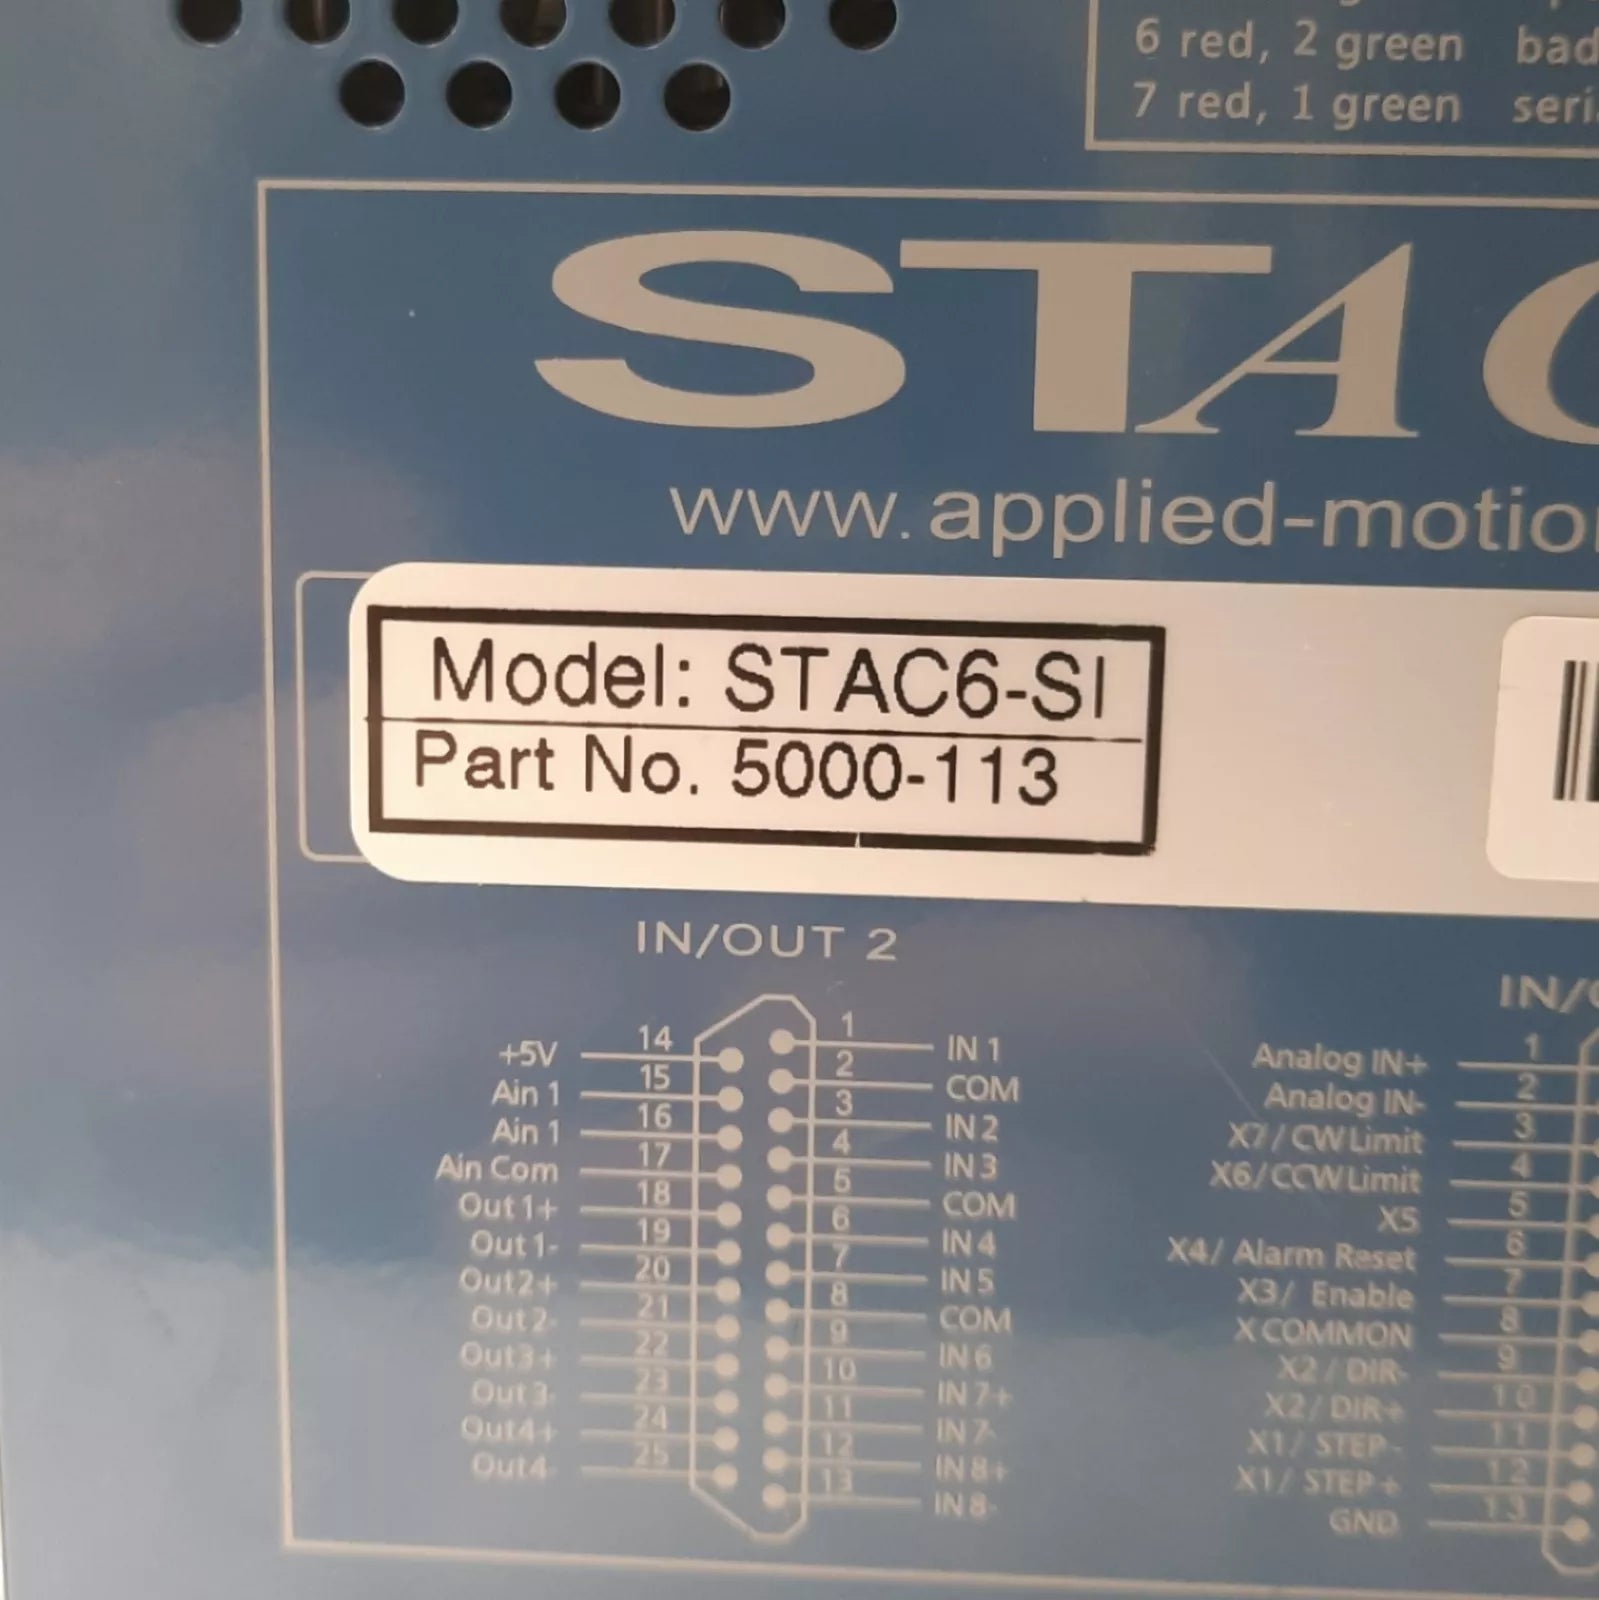 6 red, 2 green bad
7 red, 1 green seri
STAC
www.applied-motion
Model: STAC6-SI
Part No. 5000-113
IN/OUT 2
14 1
+5V IN 1
15 2
Ain 1 COM
16 3
Ain 1 IN 2
17 4
Ain Com IN 3
18 5
Out 1+ COM
19 6
Out 1- IN 4
20 7
Out2+ IN 5
21 8
Out2- COM
22 9
Out3+ IN 6
23 10
Out3- IN 7+
24 11
Out4+ IN 7-
25 12
Out4- IN 8+
13
IN 8-
IN/
Analog IN+ 1
Analog IN- 2
X7/ CW Limit 3
X6/ CCW Limit 4
X5 5
X4/ Alarm Reset 6
X3/ Enable 7
X COMMON 8
X2 / DIR- 9
X2/ DIR+ 10
X1/ STEP- 11
X1/ STEP+ 12
GND 13